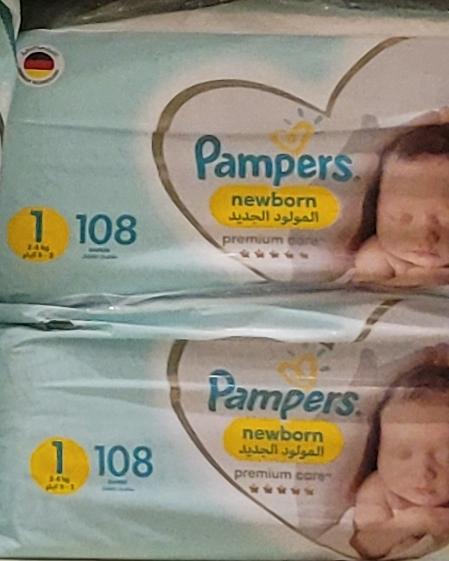 Pampers
newborn
المولود الجديد
premium care
1
108
Pampers
newborn
المولود الجديد
premium care
1
108